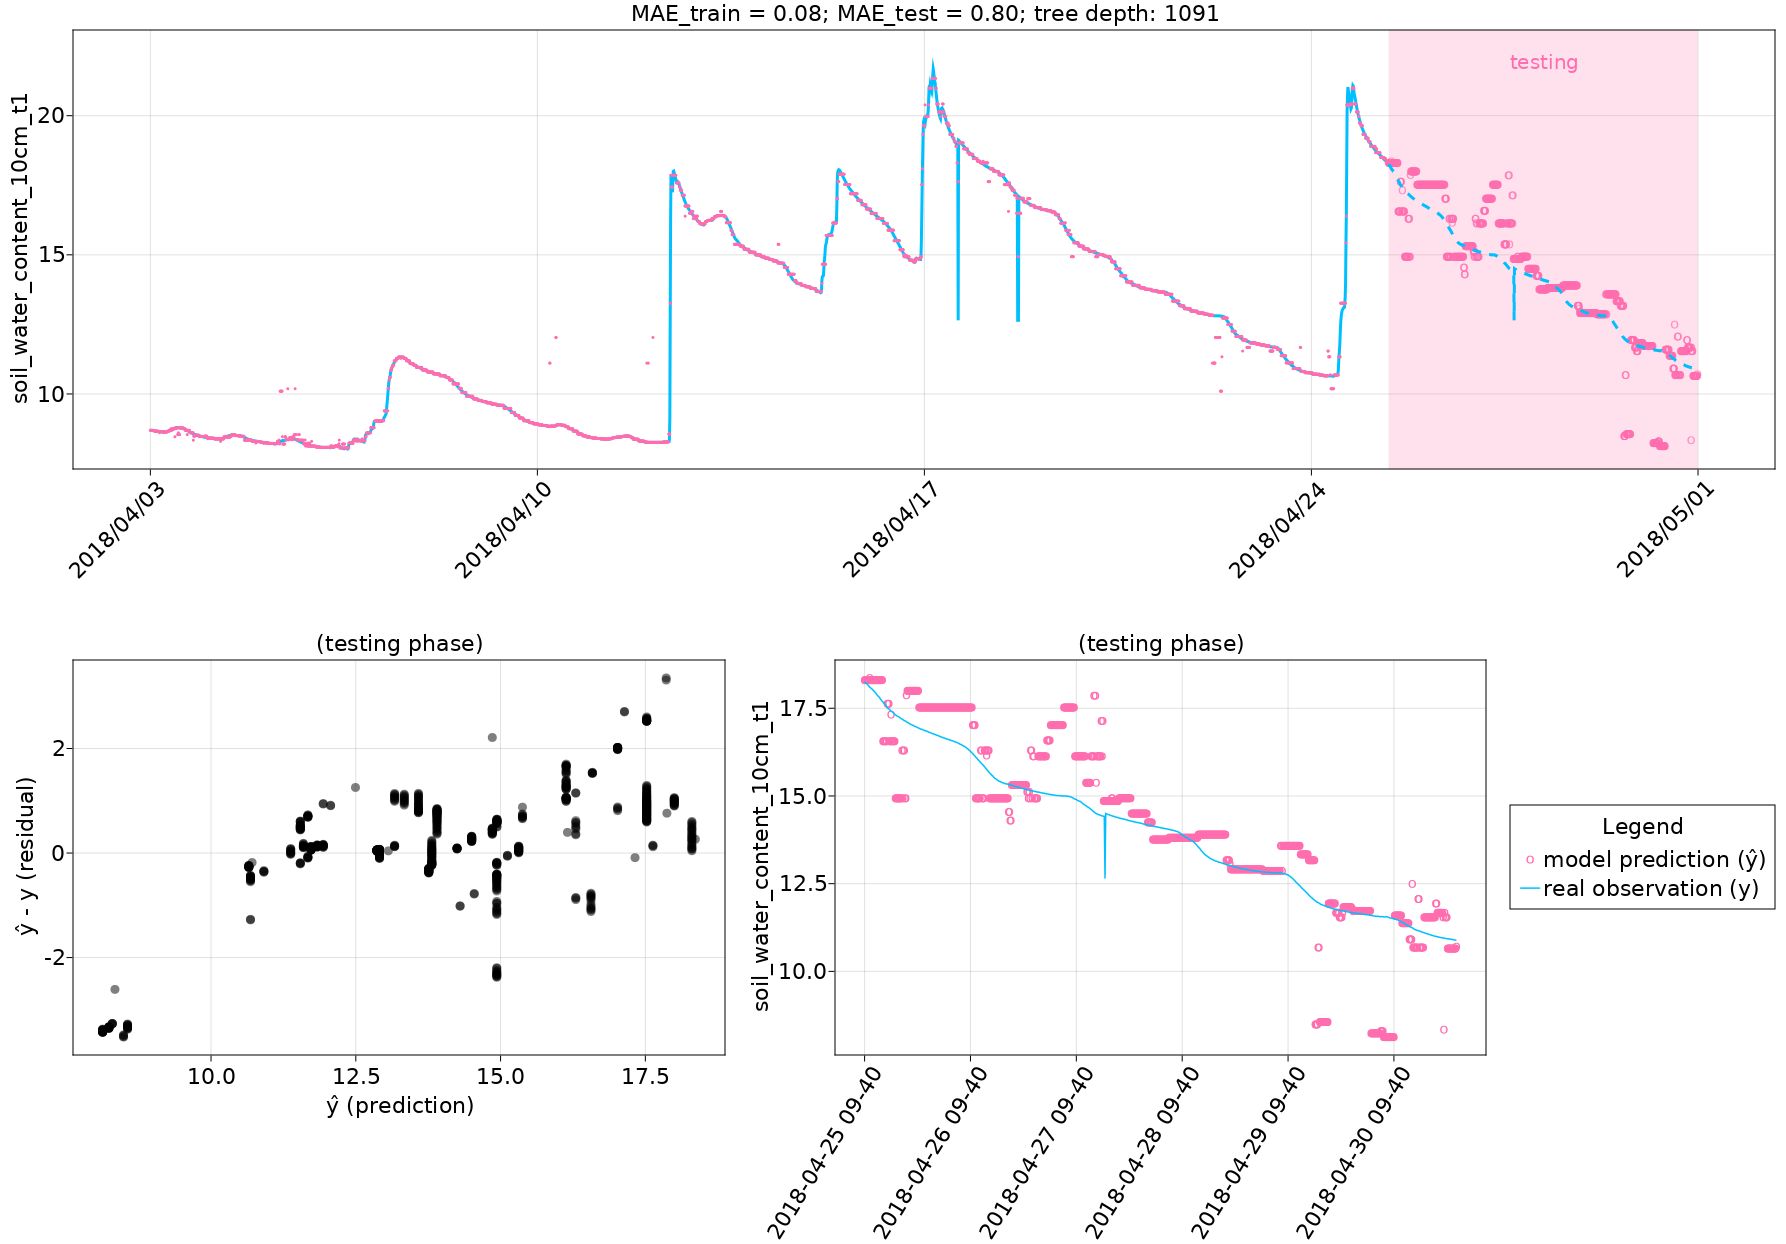 MAE_train = 0.08; MAE_test = 0.80; tree depth: 1091
testing
soil_water_content_10cm_t1
20
15
10
2018/04/03
2018/04/10
2018/04/17
2018/04/24
2018/05/01
(testing phase)
ŷ - y (residual)
2
0
-2
10.0
12.5
15.0
17.5
ŷ (prediction)
(testing phase)
soil_water_content_10cm_t1
17.5
15.0
12.5
10.0
2018-04-25 09-40
2018-04-26 09-40
2018-04-27 09-40
2018-04-28 09-40
2018-04-29 09-40
2018-04-30 09-40
Legend
model prediction (ŷ)
real observation (y)